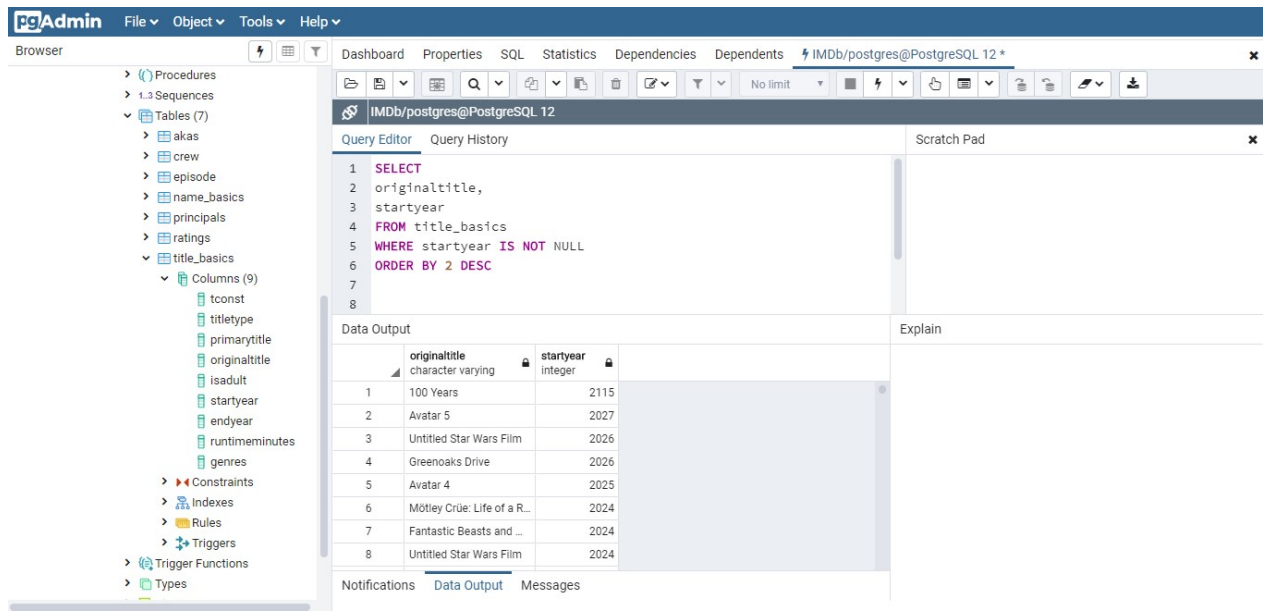 pgAdmin File Object Tools Help
Browser
Dashboard Properties SQL Statistics Dependencies Dependents IMDb/postgres@PostgreSQL 12 *
No limit
IMDb/postgres@PostgreSQL 12
Procedures
1..3 Sequences
Tables (7)
akas
crew
episode
name_basics
principals
ratings
title_basics
Columns (9)
tconst
titletype
primarytitle
originaltitle
isadult
startyear
endyear
runtimeminutes
genres
Constraints
Indexes
Rules
Triggers
Trigger Functions
Types
Query Editor Query History
Scratch Pad
1 SELECT
2 originaltitle,
3 startyear
4 FROM title_basics
5 WHERE startyear IS NOT NULL
6 ORDER BY 2 DESC
7
8
Data Output
Explain
originaltitle startyear
character varying integer
1 100 Years 2115
2 Avatar 5 2027
3 Untitled Star Wars Film 2026
4 Greenoaks Drive 2026
5 Avatar 4 2025
6 Mötley Crüe: Life of a R... 2024
7 Fantastic Beasts and ... 2024
8 Untitled Star Wars Film 2024
Notifications Data Output Messages